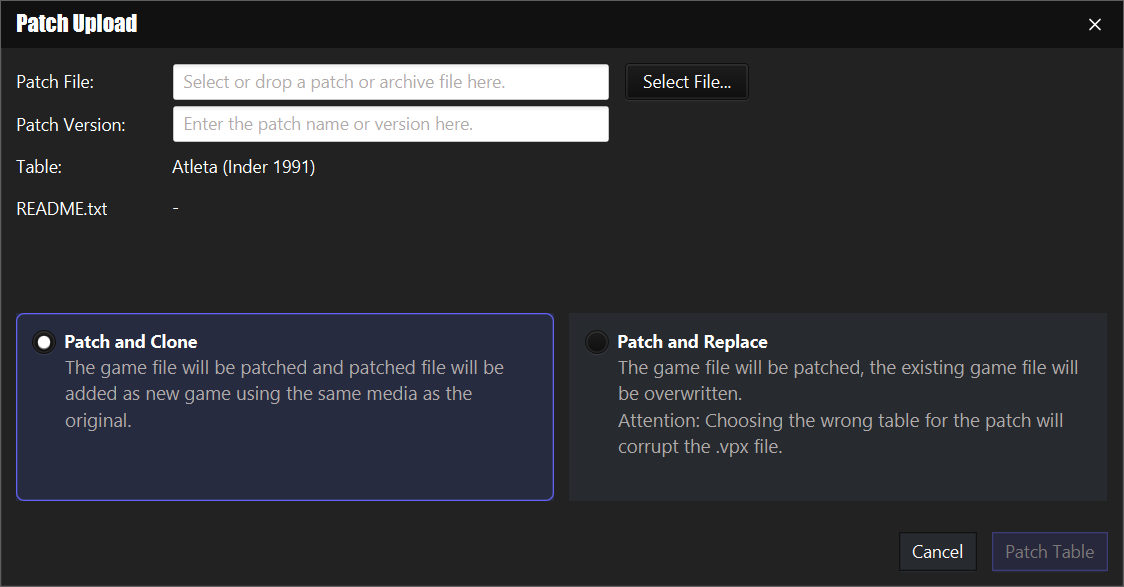 Patch Upload
Patch File:
Select or drop a patch or archive file here.
Select File...
Patch Version:
Enter the patch name or version here.
Table:
Atleta (Inder 1991)
README.txt
-
Patch and Clone
The game file will be patched and patched file will be
added as new game using the same media as the
original.
Patch and Replace
The game file will be patched, the existing game file will
be overwritten.
Attention: Choosing the wrong table for the patch will
corrupt the .vpx file.
Cancel
Patch Table